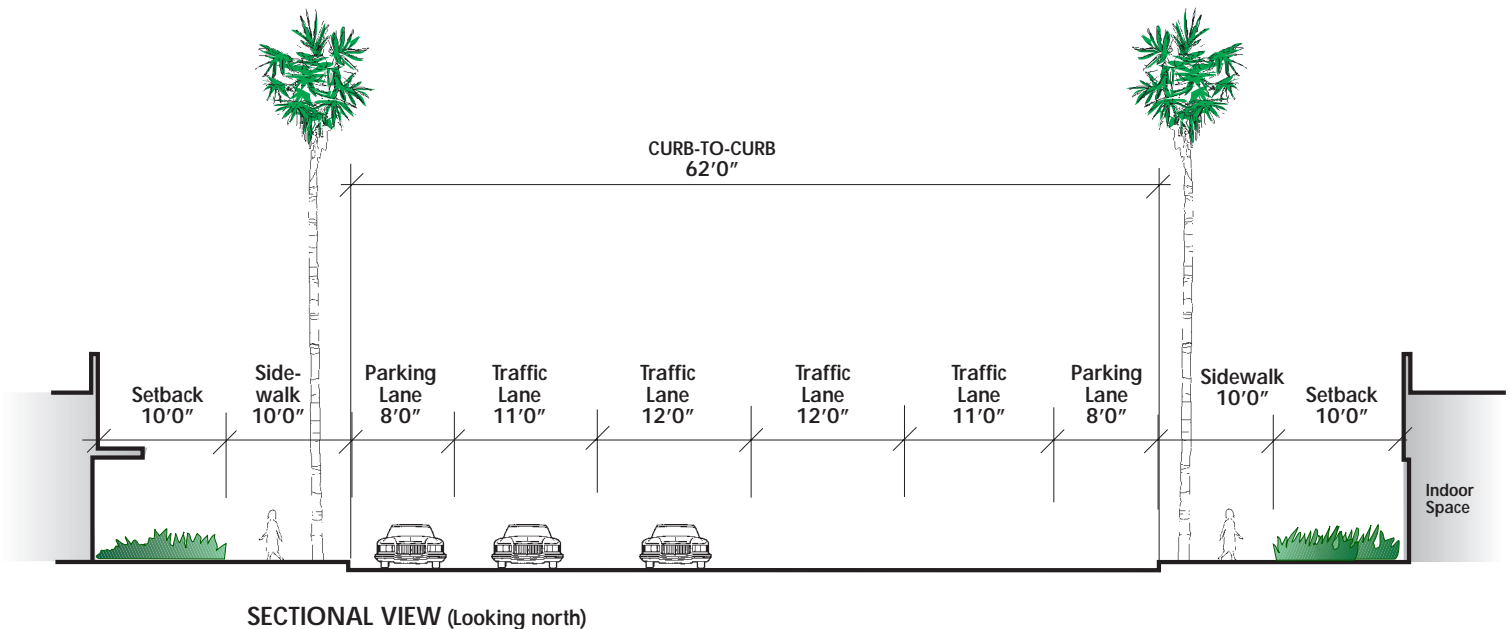 CURB-TO-CURB
62’0”
Setback
10’0”
Side-
walk
10’0”
Parking
Lane
8’0”
Traffic
Lane
11’0”
Traffic
Lane
12’0”
Traffic
Lane
12’0”
Traffic
Lane
11’0”
Parking
Lane
8’0”
Sidewalk
10’0”
Setback
10’0”
Indoor
Space
SECTIONAL VIEW (Looking north)